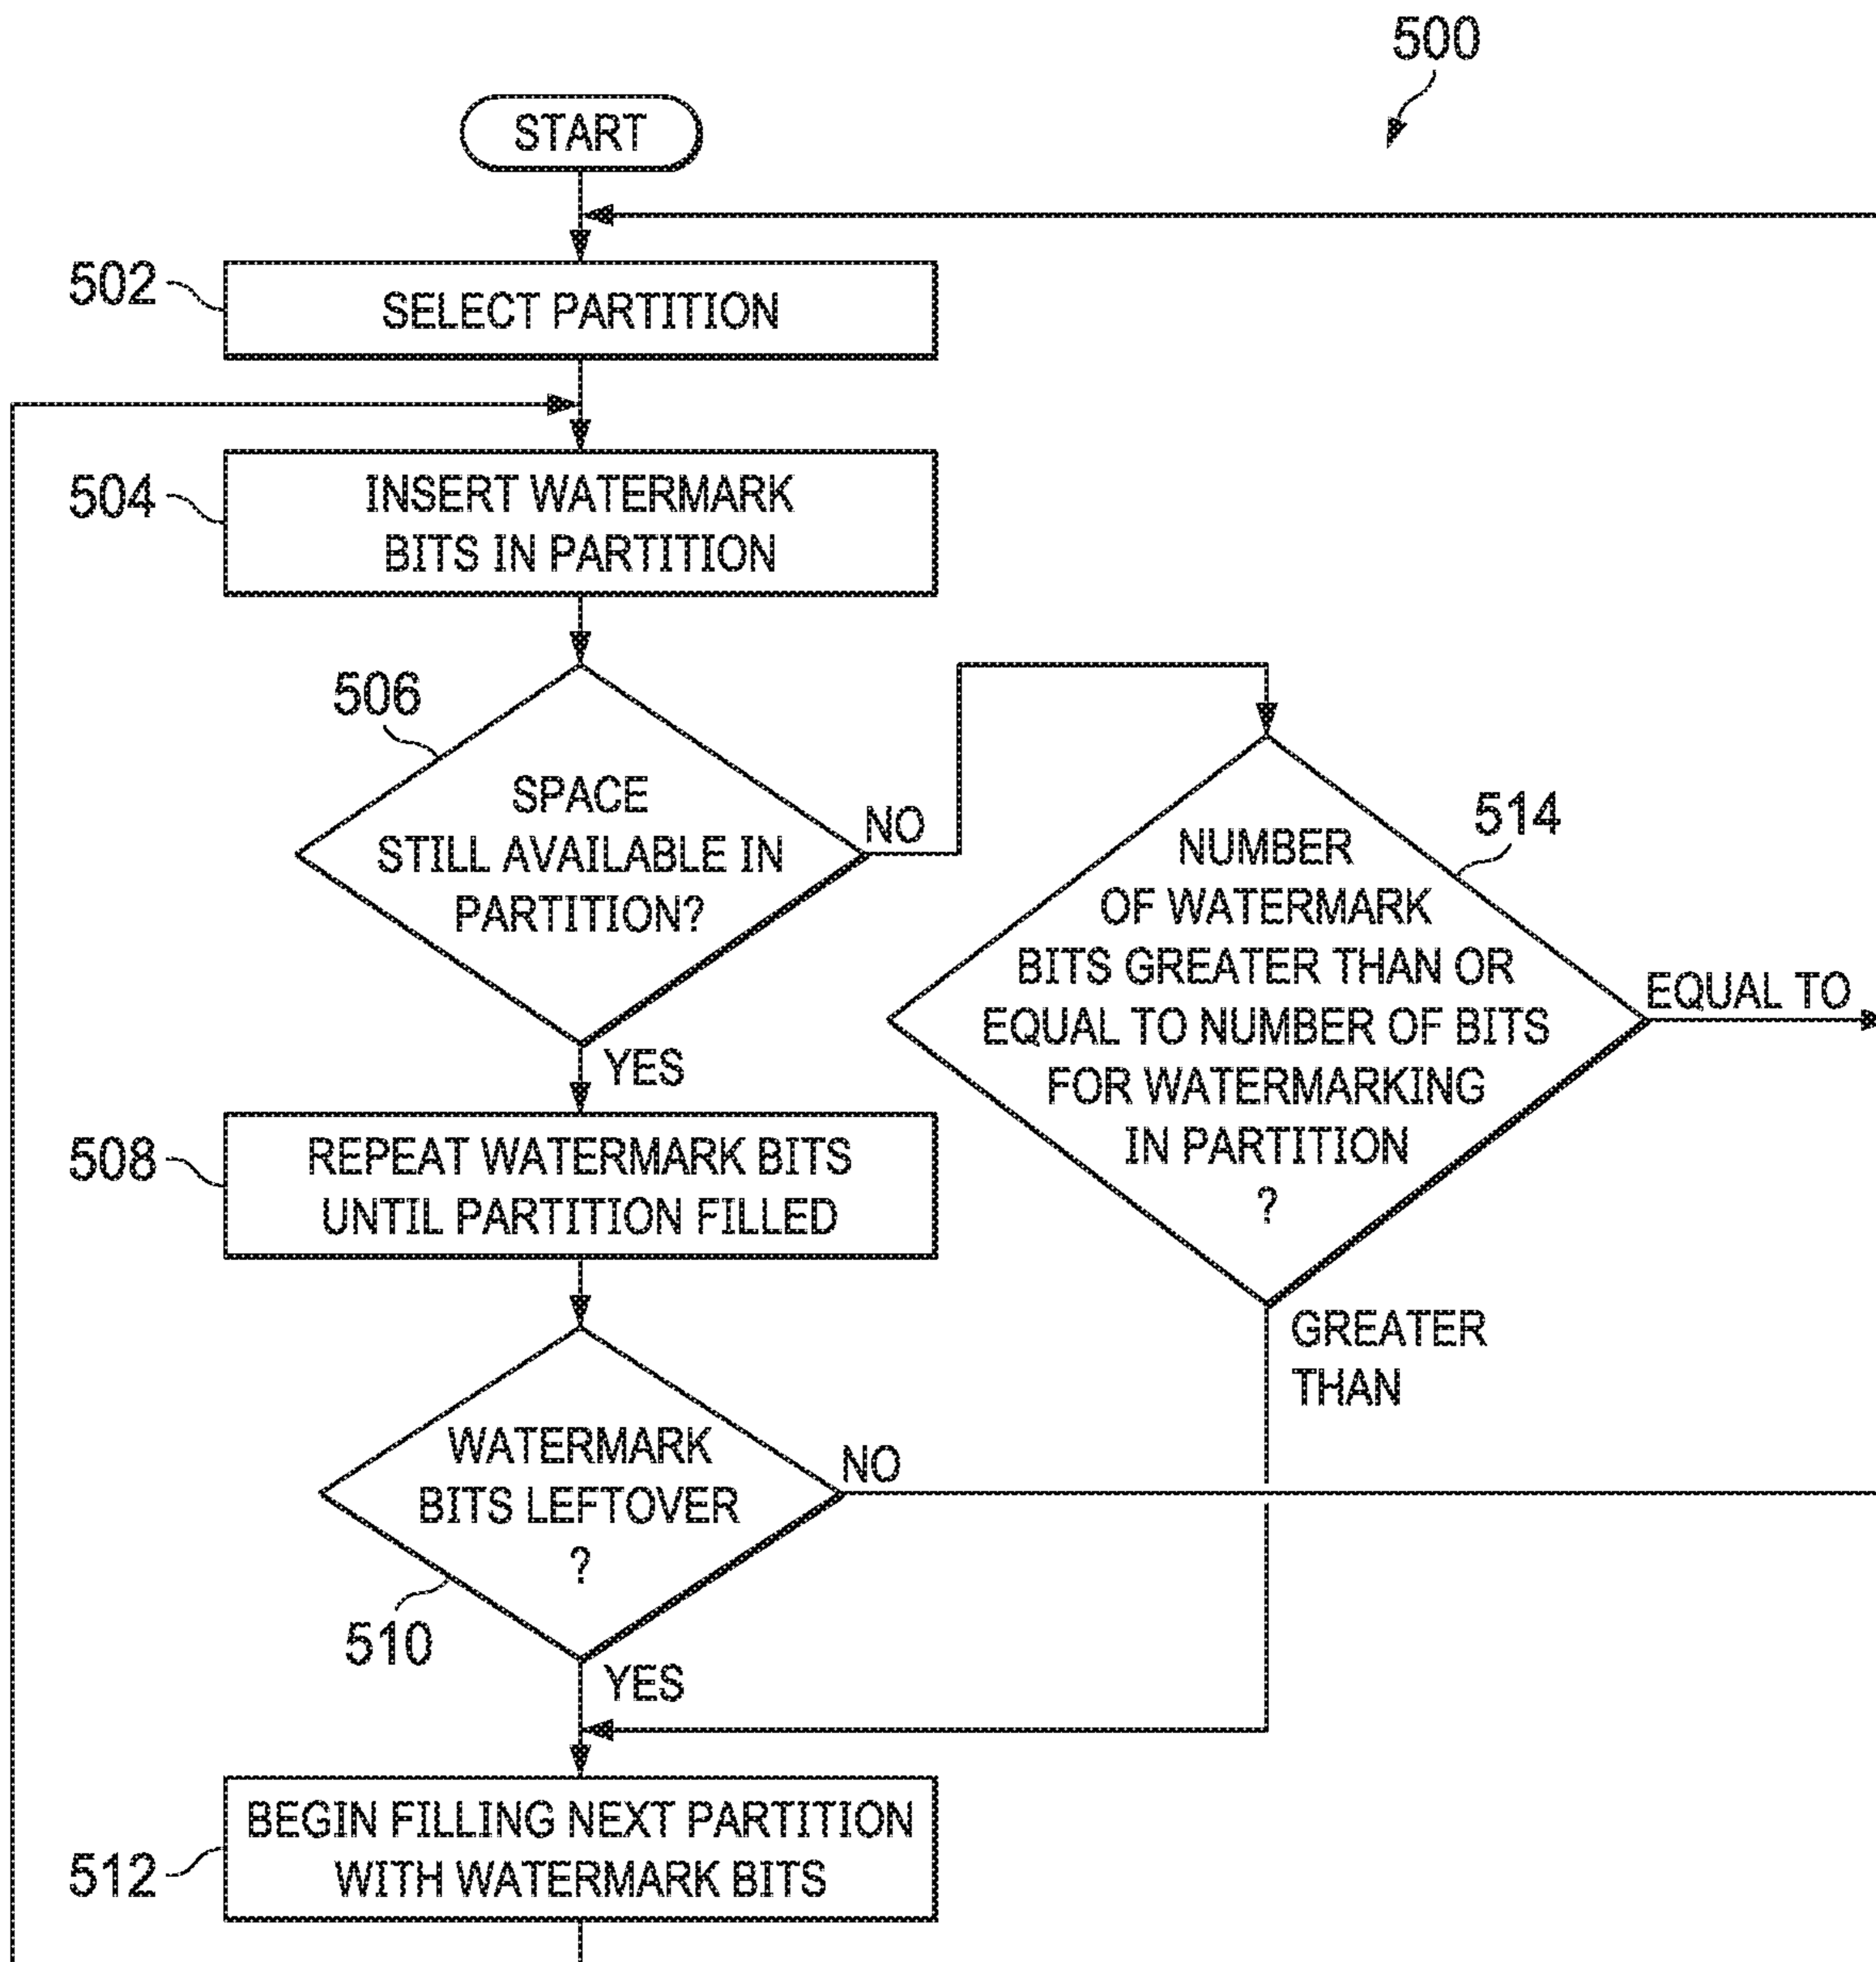 500
START
502
SELECT PARTITION
504
INSERT WATERMARK
BITS IN PARTITION
506
SPACE
STILL AVAILABLE IN
PARTITION?
NO
YES
514
NUMBER
OF WATERMARK
BITS GREATER THAN OR
EQUAL TO NUMBER OF BITS
FOR WATERMARKING
IN PARTITION
?
EQUAL TO
GREATER
THAN
508
REPEAT WATERMARK BITS
UNTIL PARTITION FILLED
WATERMARK
BITS LEFTOVER
?
NO
510
YES
BEGIN FILLING NEXT PARTITION
WITH WATERMARK BITS
512